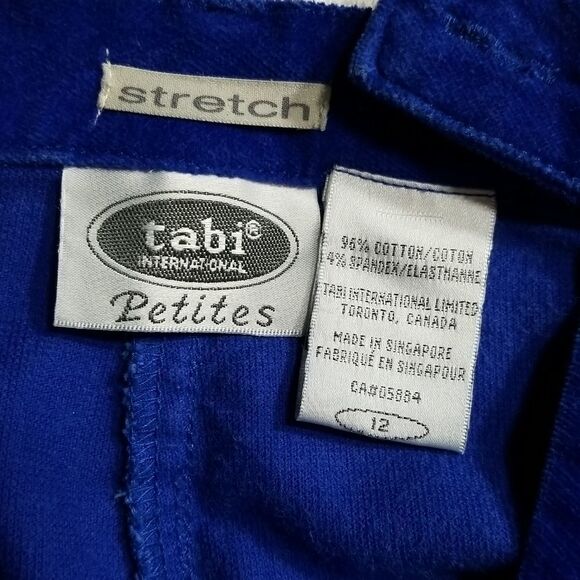 stretch
tabi®
INTERNATIONAL
Petites
96% COTTON/COTON
4% SPANDEX/ELASTHANNE
TABI INTERNATIONAL LIMITED
TORONTO, CANADA
MADE IN SINGAPORE
FABRIQUÉ EN SINGAPOUR
CA#05884
12